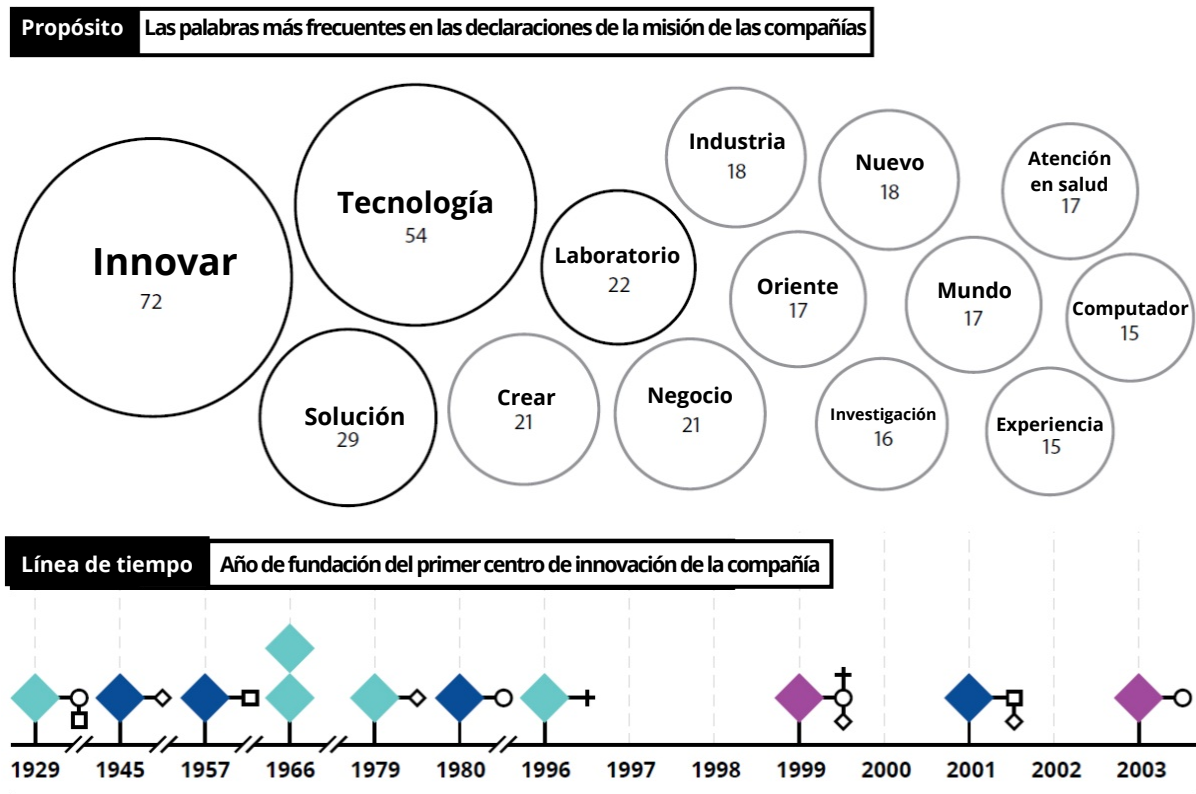 Propósito Las palabras más frecuentes en las declaraciones de la misión de las compañías
Innovar
72
Tecnología
54
Solución
29
Laboratorio
22
Crear
21
Negocio
21
Industria
18
Nuevo
18
Atención
en salud
17
Oriente
17
Mundo
17
Computador
15
Investigación
16
Experiencia
15
Línea de tiempo Año de fundación del primer centro de innovación de la compañía
1929 1945 1957 1966 1979 1980 1996 1997 1998 1999 2000 2001 2002 2003